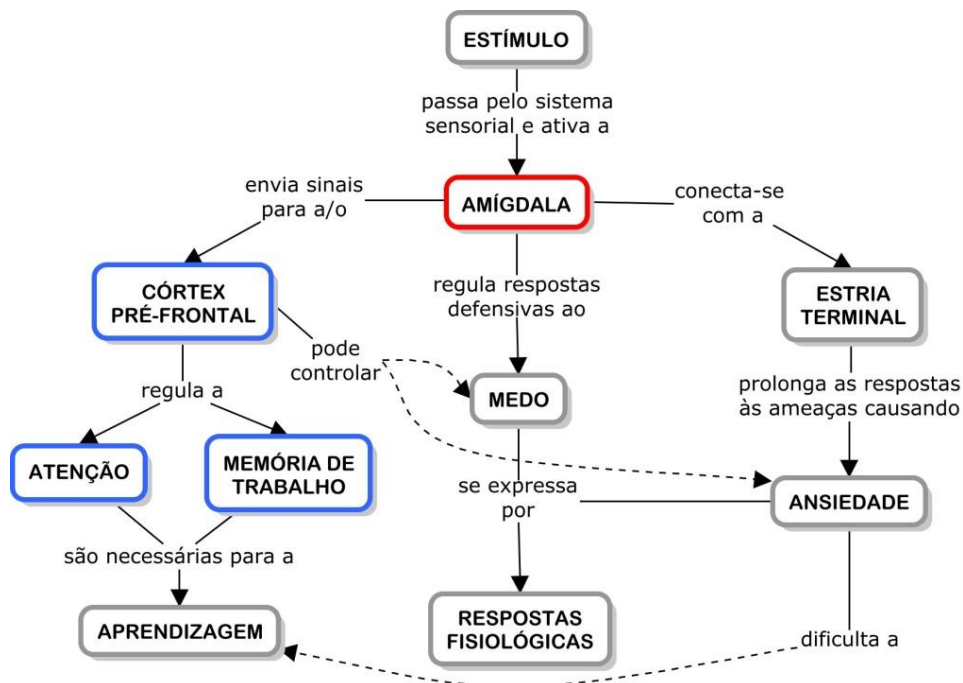 ESTÍMULO
passa pelo sistema
sensorial e ativa a
envia sinais
para a/o
AMÍGDALA
conecta-se
com a
CÓRTEX
PRÉ-FRONTAL
regula respostas
defensivas ao
ESTRIA
TERMINAL
pode
controlar
regula a
MEDO
prolonga as respostas
às ameaças causando
ATENÇÃO
MEMÓRIA DE
TRABALHO
se expressa
por
ANSIEDADE
são necessárias para a
APRENDIZAGEM
RESPOSTAS
FISIOLÓGICAS
dificulta a